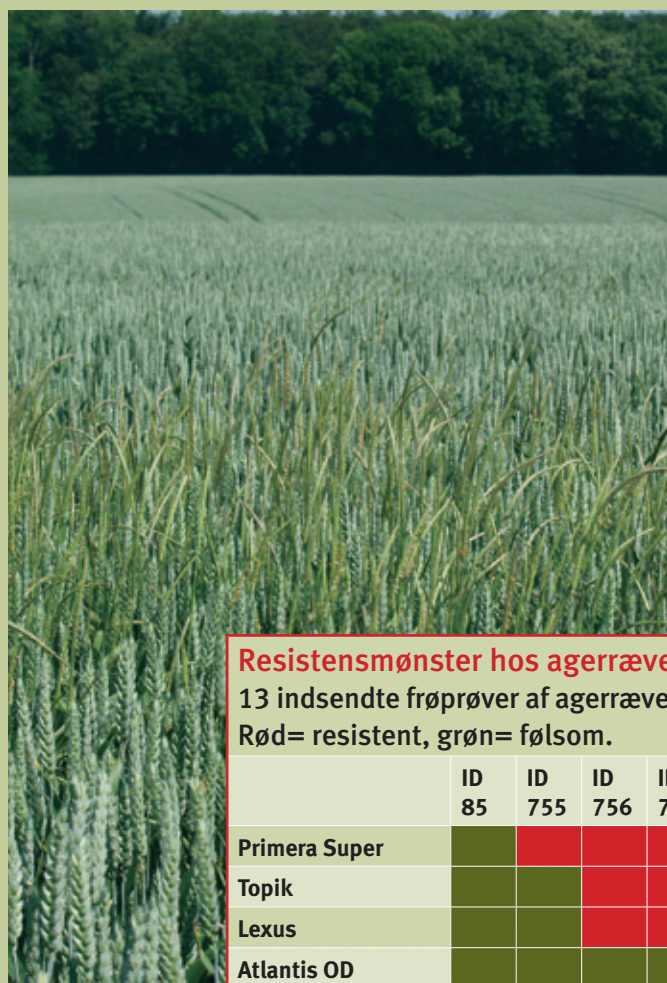 Resistensmønster hos agerræve
13 indsendte frøprøver af agerræve
Rød= resistent, grøn= følsom.
ID ID ID
85 755 756 7
Primera Super
Topik
Lexus
Atlantis OD